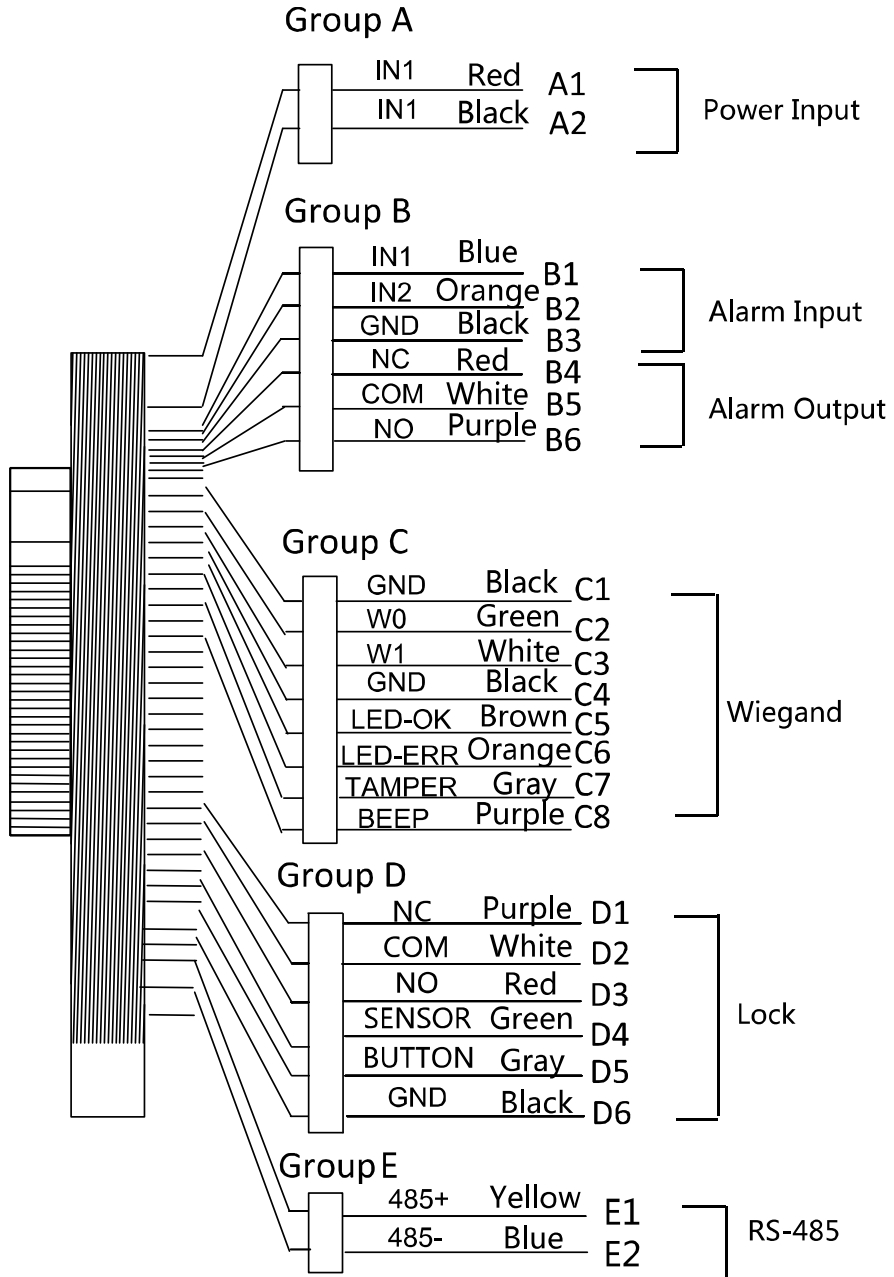 Group A
IN1 Red A1
IN1 Black A2
Power Input
Group B
IN1 Blue B1
IN2 Orange B2
GND Black B3
Alarm Input
NC Red B4
COM White B5
NO Purple B6
Alarm Output
Group C
GND Black C1
W0 Green C2
W1 White C3
GND Black C4
LED-OK Brown C5
LED-ERR Orange C6
TAMPER Gray C7
BEEP Purple C8
Wiegand
Group D
NC Purple D1
COM White D2
NO Red D3
SENSOR Green D4
BUTTON Gray D5
GND Black D6
Lock
Group E
485+ Yellow E1
485- Blue E2
RS-485